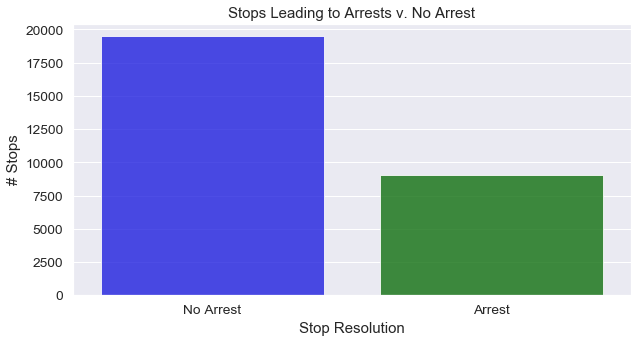 Stops Leading to Arrests v. No Arrest
# Stops
20000
17500
15000
12500
10000
7500
5000
2500
0
No Arrest
Arrest
Stop Resolution